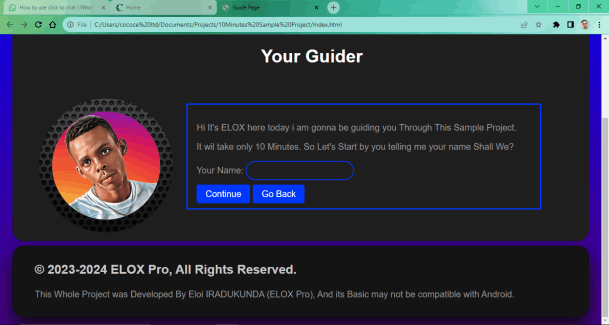 How to use click to chat | What
Home
Guide Page
File | C:/Users/cococe%20ltd/Documents/Projects/10Minutes%20Sample%20Project/Index.html
Your Guider
Hi It's ELOX here today i am gonna be guiding you Through This Sample Project.
It wil take only 10 Minutes. So Let's Start by you telling me your name Shall We?
Your Name:
Continue
Go Back
© 2023-2024 ELOX Pro, All Rights Reserved.
This Whole Project was Developed By Eloi IRADUKUNDA (ELOX Pro), And its Basic may not be compatible with Android.